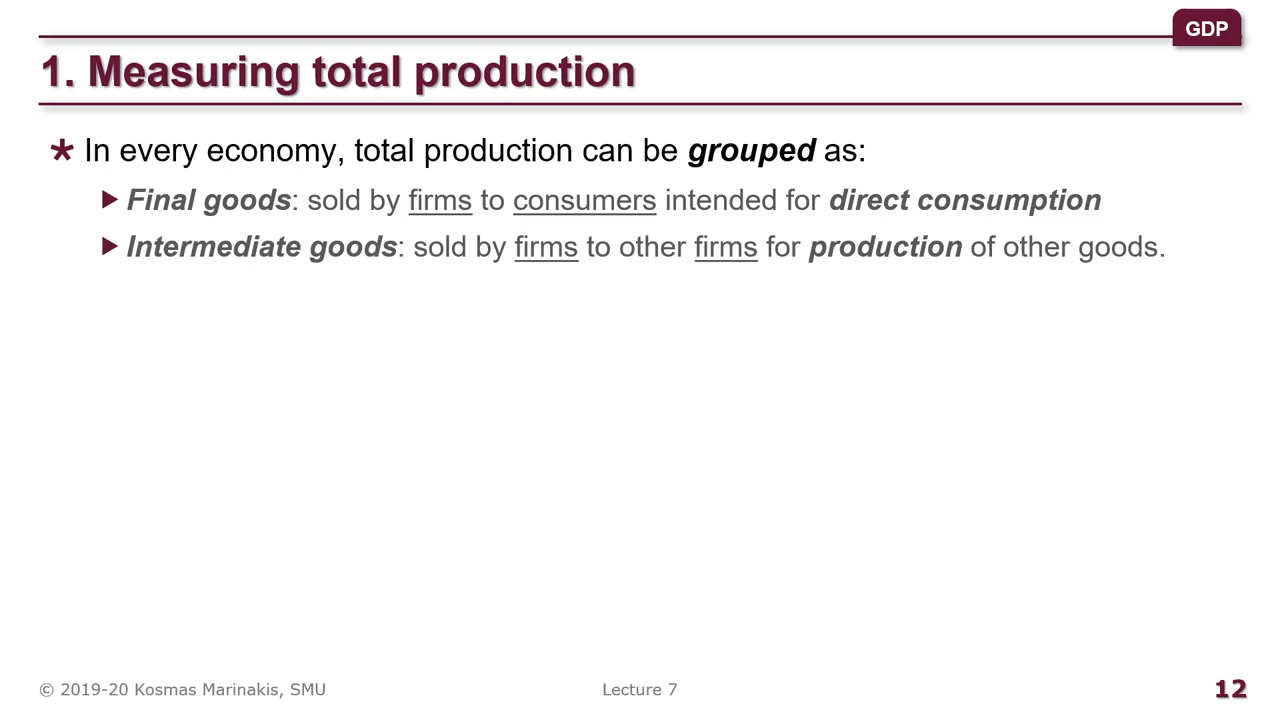 GDP
1. Measuring total production
* In every economy, total production can be grouped as:
Final goods: sold by firms to consumers intended for direct consumption
Intermediate goods: sold by firms to other firms for production of other goods.
© 2019-20 Kosmas Marinakis, SMU
Lecture 7
12